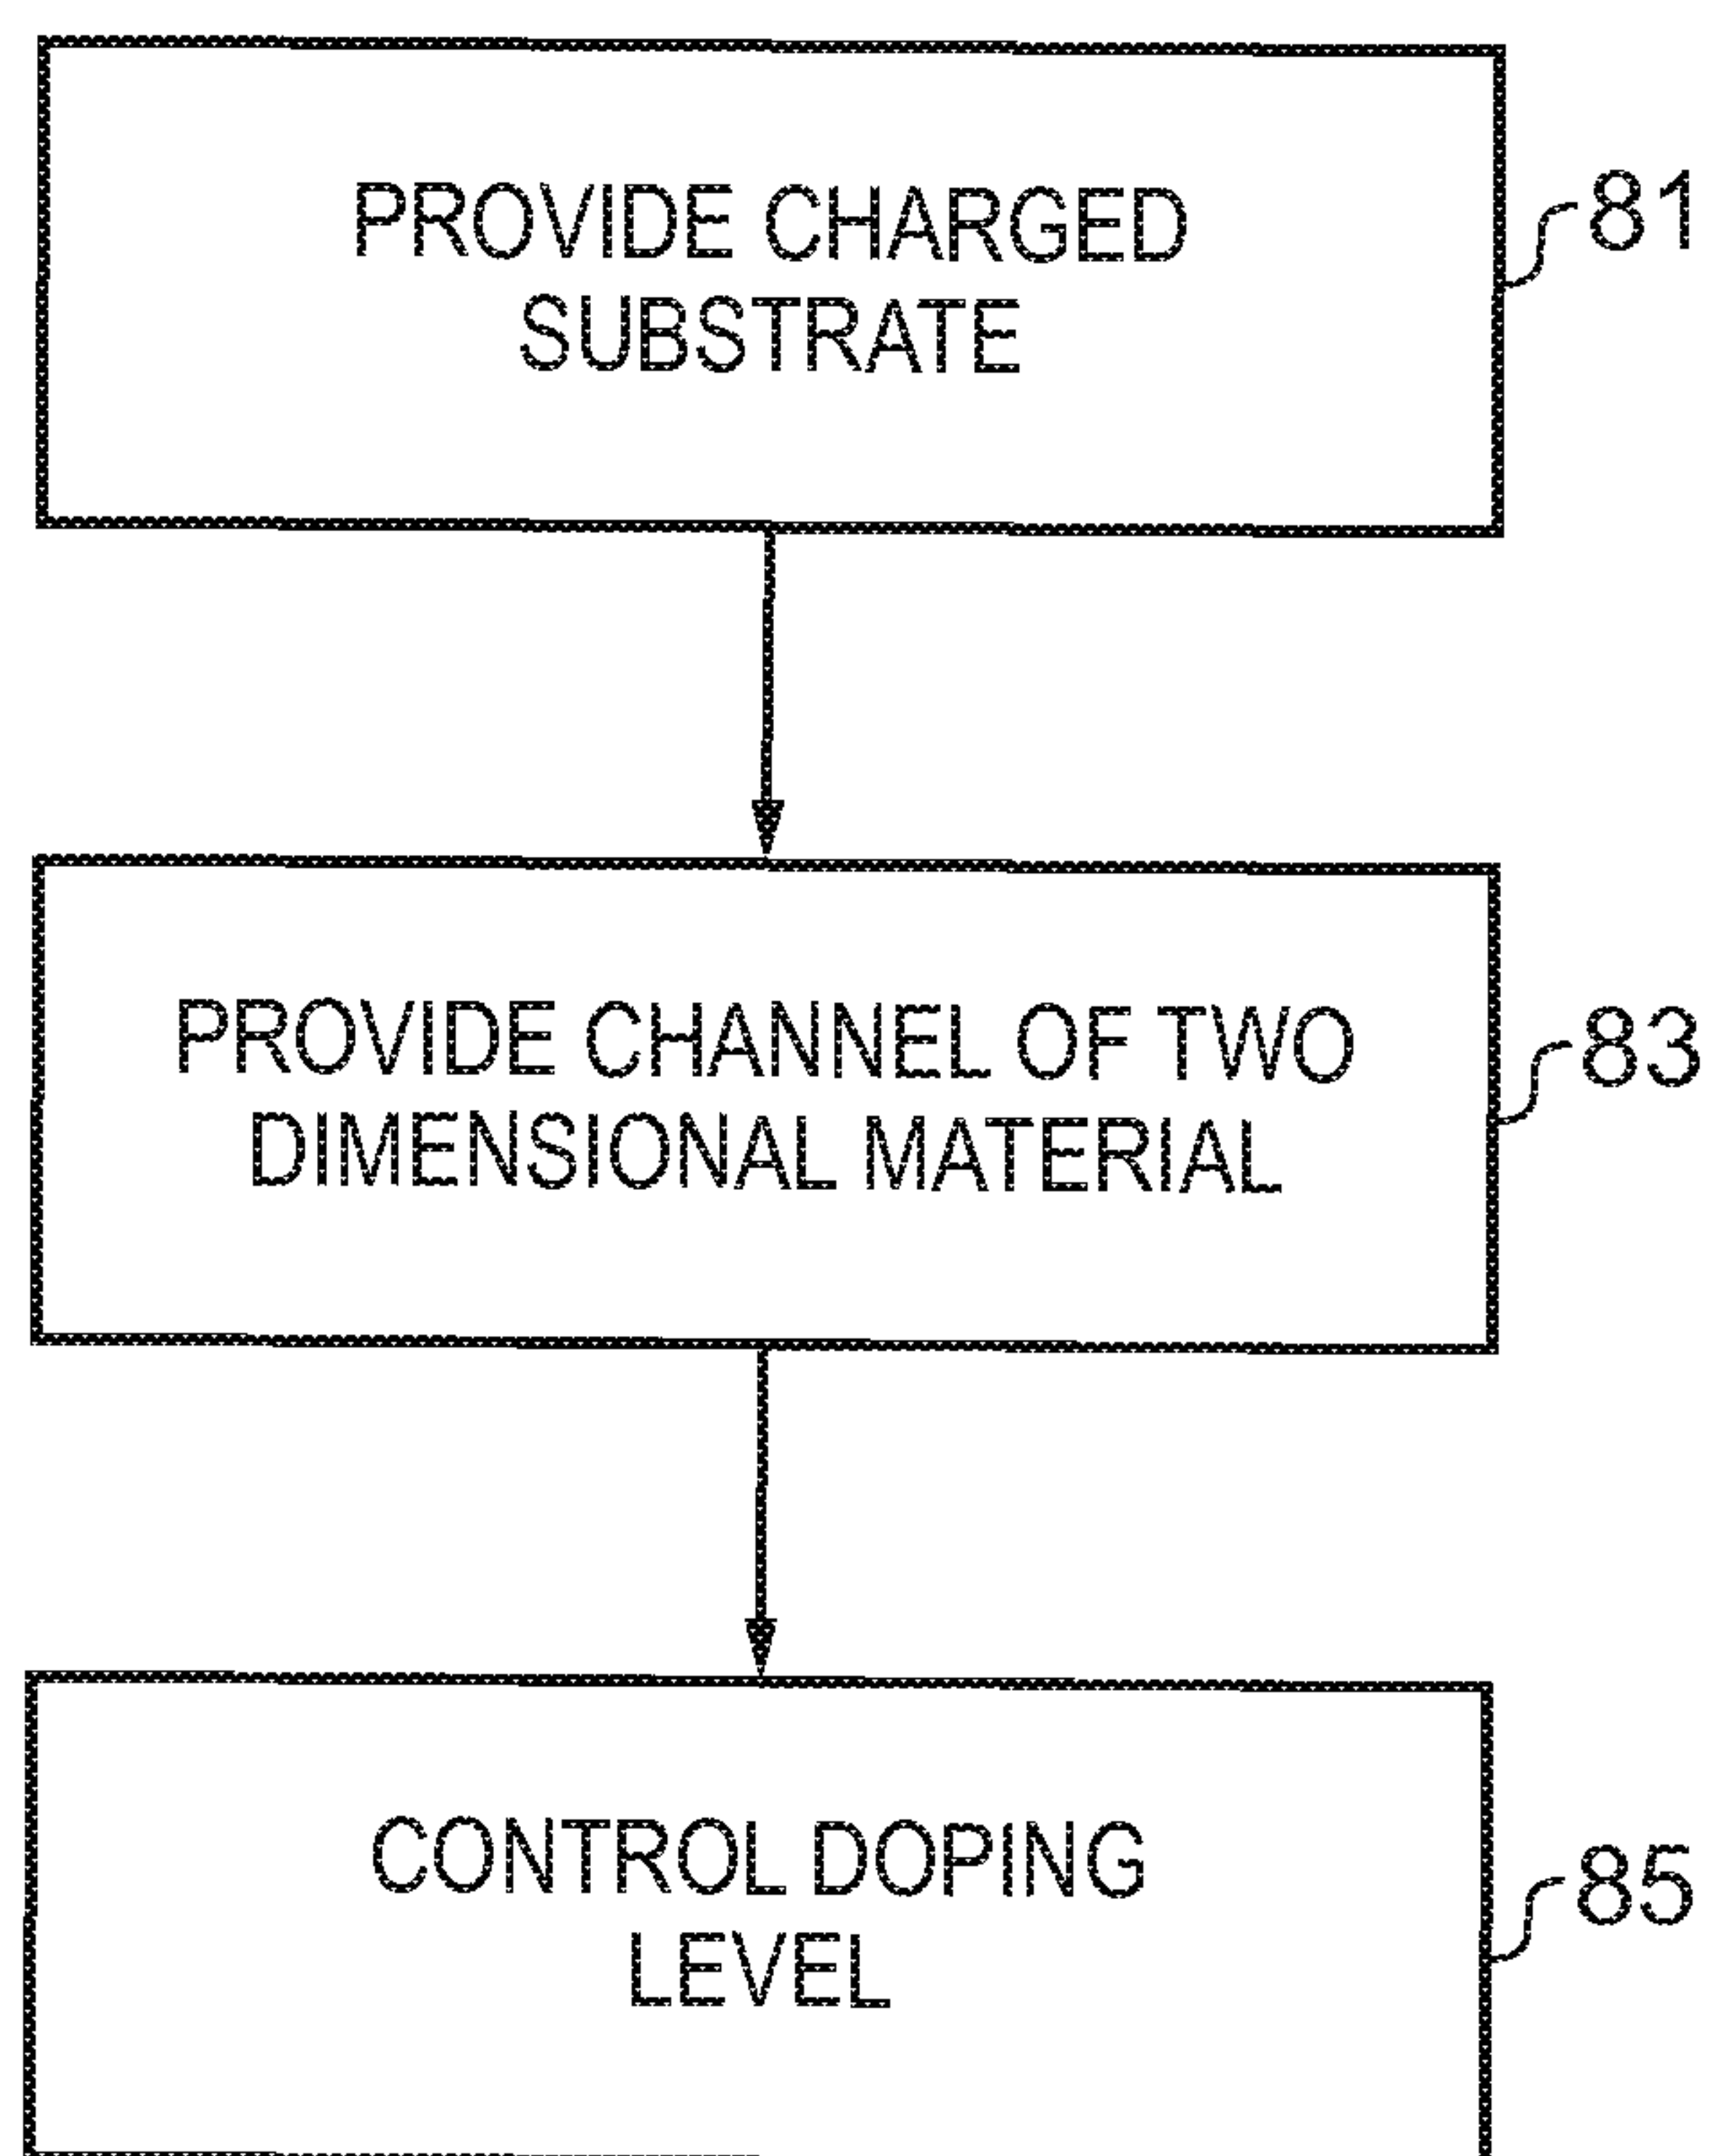 PROVIDE CHARGED
SUBSTRATE
81
PROVIDE CHANNEL OF TWO
DIMENSIONAL MATERIAL
83
CONTROL DOPING
LEVEL
85